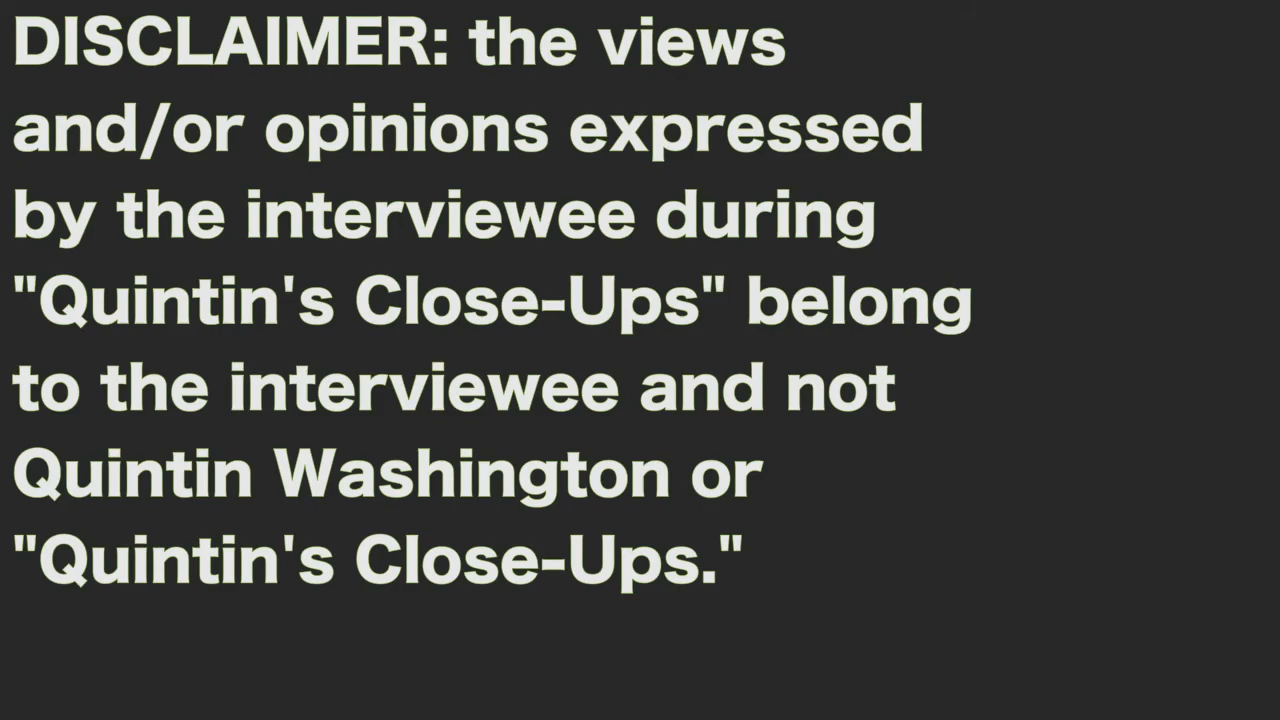 DISCLAIMER: the views
and/or opinions expressed
by the interviewee during
"Quintin's Close-Ups" belong
to the interviewee and not
Quintin Washington or
"Quintin's Close-Ups."